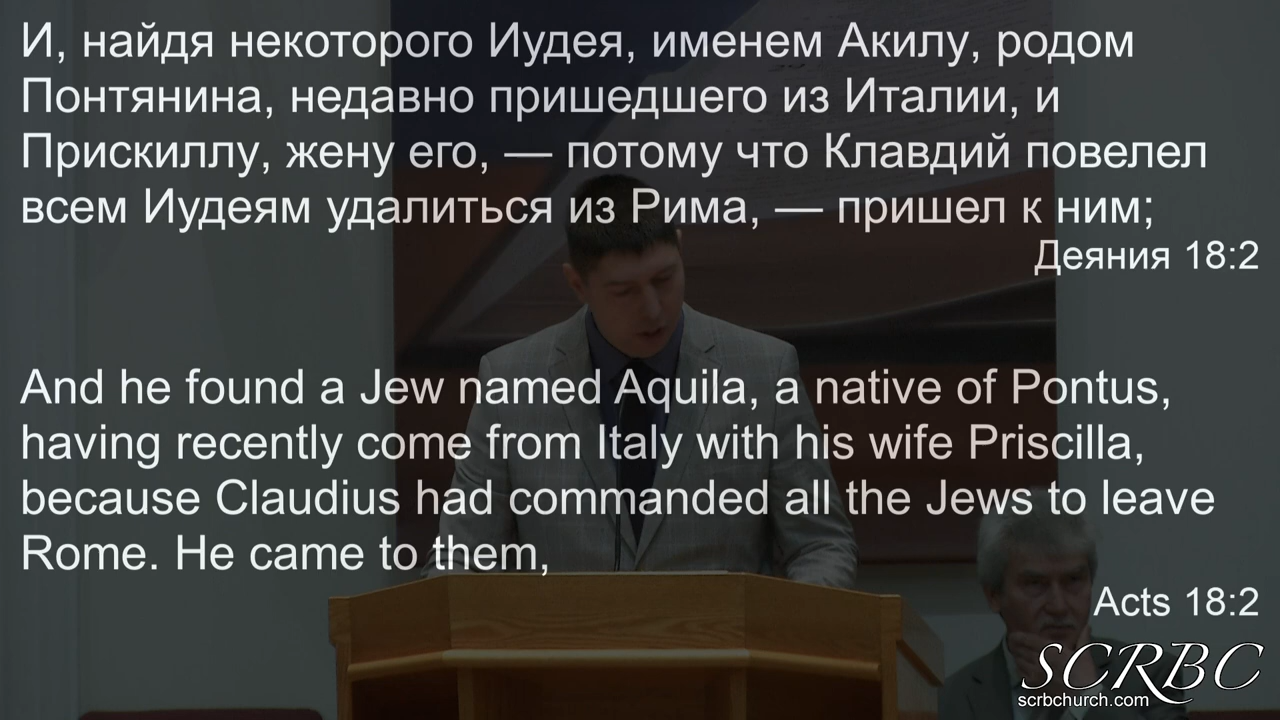 И, найдя некоторого Иудея, именем Акилу, родом
Понтянина, недавно пришедшего из Италии, и
Прискиллу, жену его, — потому что Клавдий повелел
всем Иудеям удалиться из Рима, — пришел к ним;
Деяния 18:2
And he found a Jew named Aquila, a native of Pontus,
having recently come from Italy with his wife Priscilla,
because Claudius had commanded all the Jews to leave
Rome. He came to them,
Acts 18:2
SCRBC
scrbchurch.com